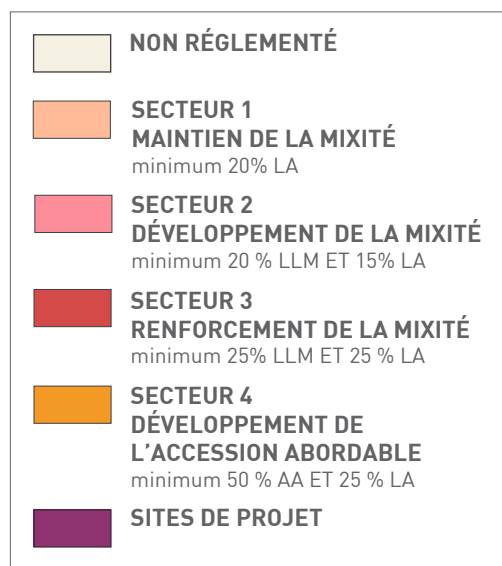 NON RÉGLEMENTÉ
SECTEUR 1
MAINTIEN DE LA MIXITÉ
minimum 20% LA
SECTEUR 2
DÉVELOPPEMENT DE LA MIXITÉ
minimum 20 % LLM ET 15% LA
SECTEUR 3
RENFORCEMENT DE LA MIXITÉ
minimum 25% LLM ET 25 % LA
SECTEUR 4
DÉVELOPPEMENT DE
L'ACCESSION ABORDABLE
minimum 50 % AA ET 25 % LA
SITES DE PROJET